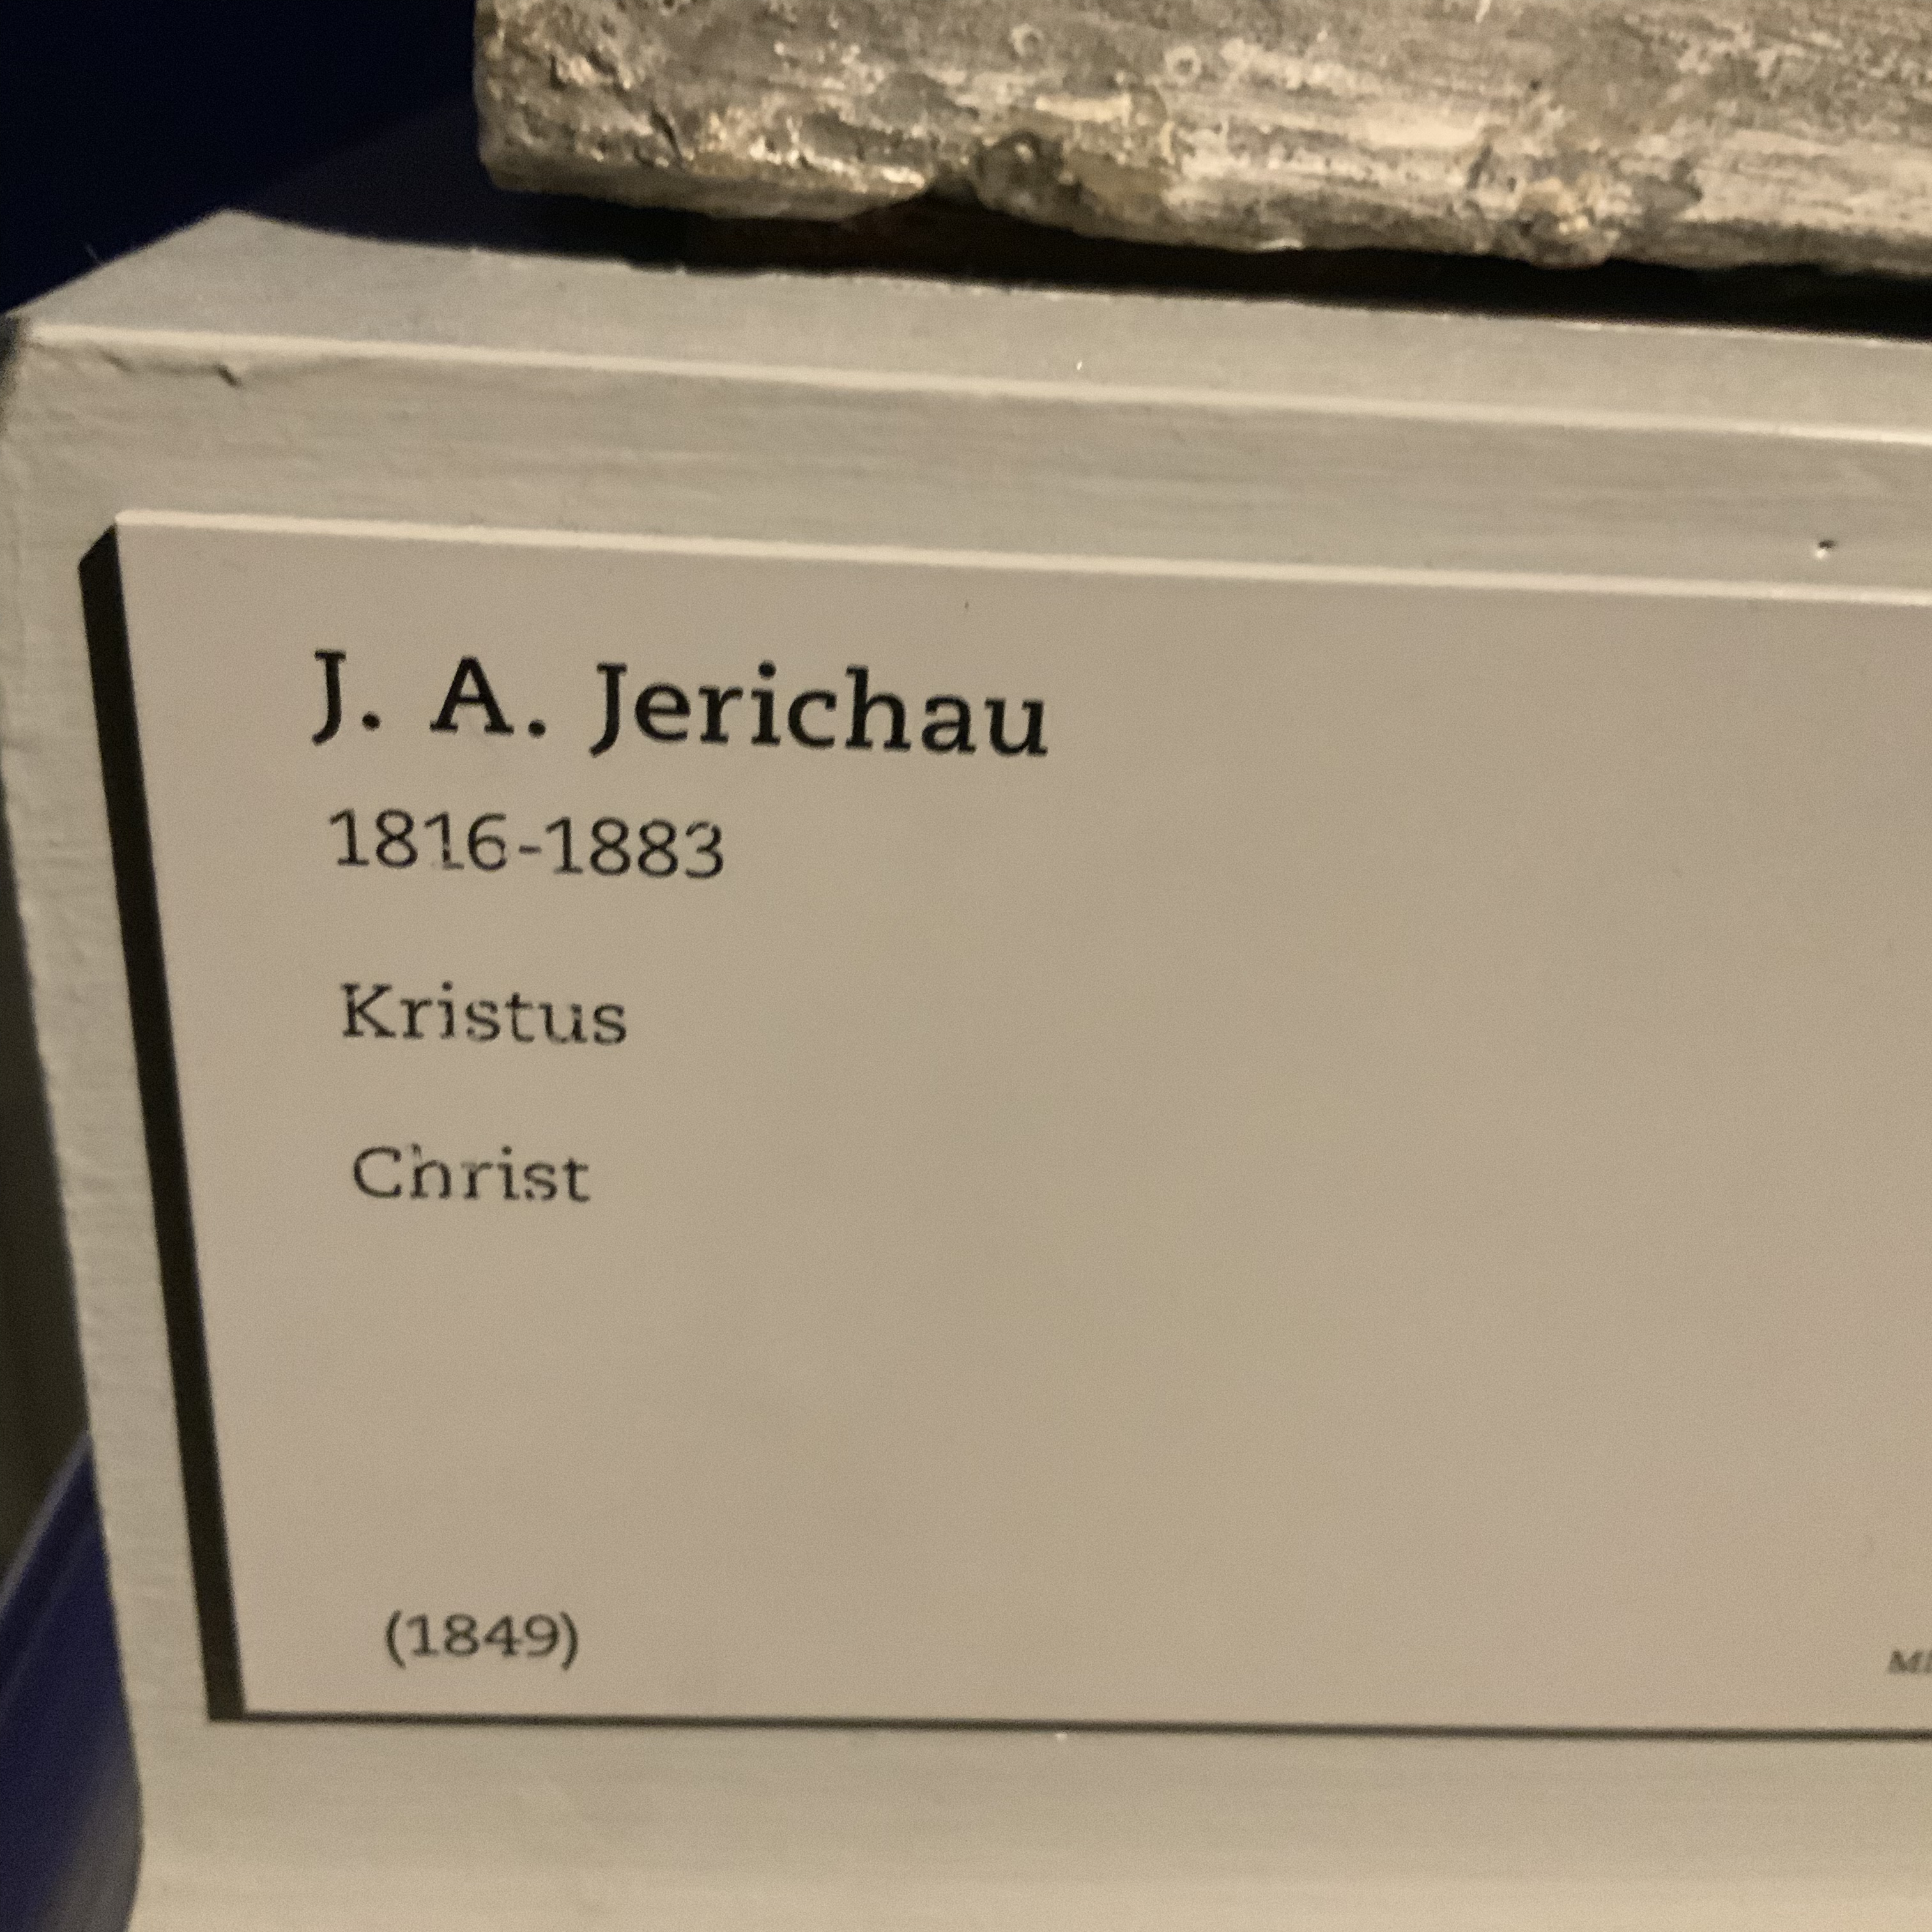 J. A. Jerichau
1816-1883
Kristus
Christ
(1849)